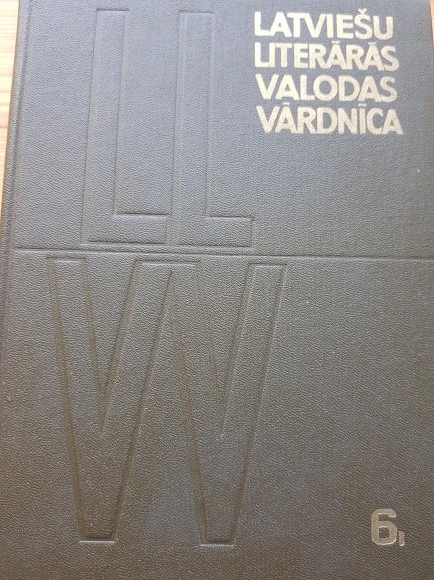 LATVIEŠU
LITERĀRĀS
VALODAS
VĀRDNĪCA
LL
VV
6₁